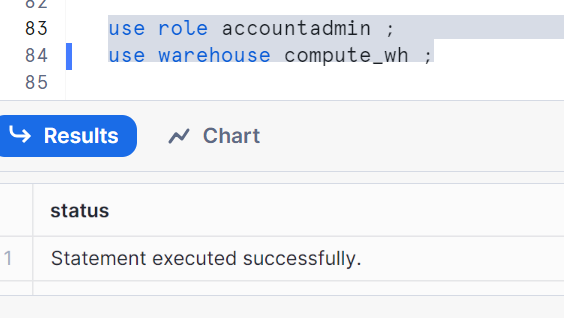 82
83 use role accountadmin ;
84 use warehouse compute_wh ;
85
Results Chart
status
1 Statement executed successfully.